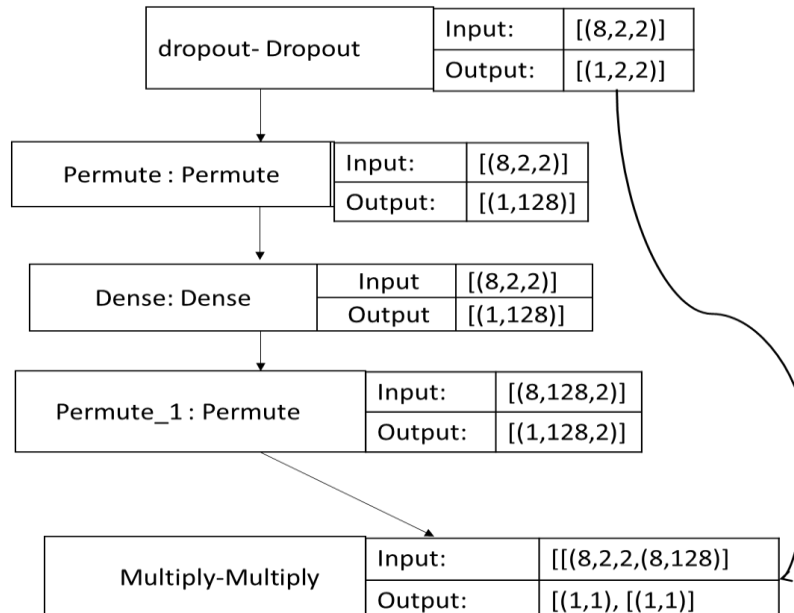 dropout- Dropout
Input: [(8,2,2)]
Output: [(1,2,2)]
Permute : Permute
Input: [(8,2,2)]
Output: [(1,128)]
Dense: Dense
Input [(8,2,2)]
Output [(1,128)]
Permute_1 : Permute
Input: [(8,128,2)]
Output: [(1,128,2)]
Multiply-Multiply
Input: [[(8,2,2,(8,128)]
Output: [(1,1), [(1,1)]